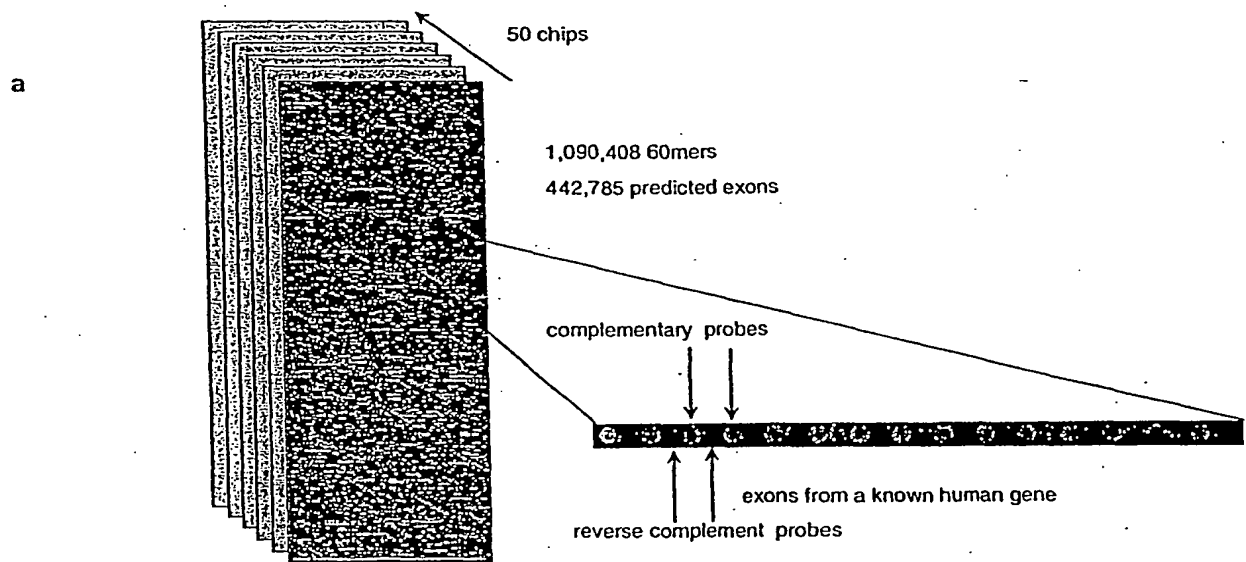 a
50 chips
1,090,408 60mers
442,785 predicted exons
complementary probes
exons from a known human gene
reverse complement probes